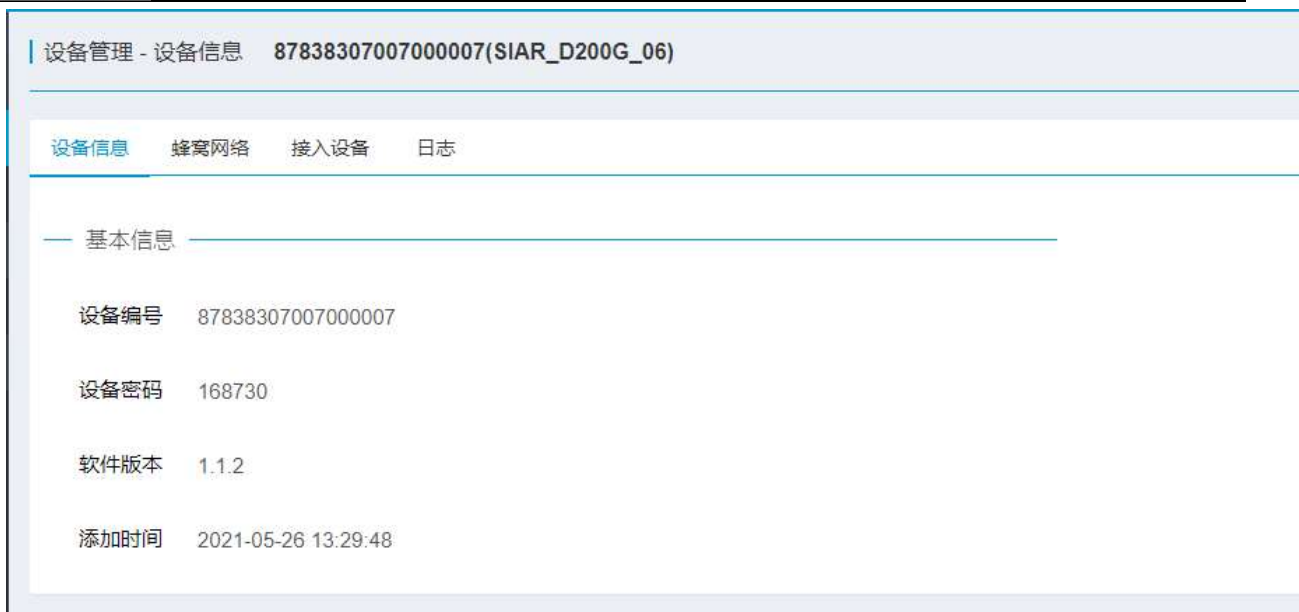 设备管理 - 设备信息 87838307007000007(SIAR_D200G_06)
设备信息 蜂窝网络 接入设备 日志
基本信息
设备编号 87838307007000007
设备密码 168730
软件版本 1.1.2
添加时间 2021-05-26 13:29:48